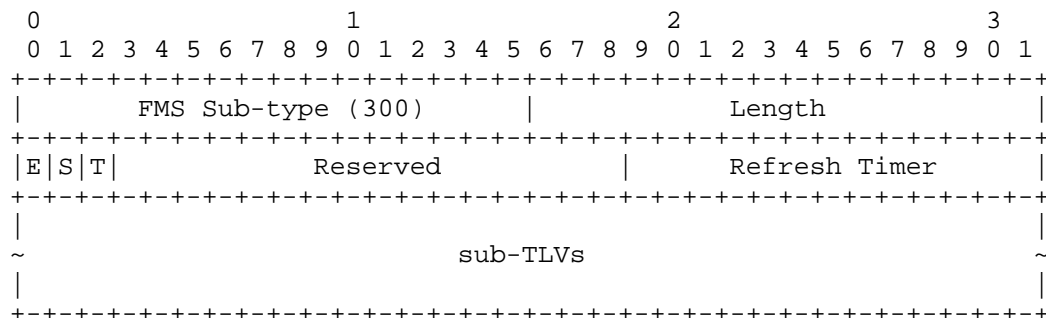 0                   1                   2                   3
 0 1 2 3 4 5 6 7 8 9 0 1 2 3 4 5 6 7 8 9 0 1 2 3 4 5 6 7 8 9 0 1
+-+-+-+-+-+-+-+-+-+-+-+-+-+-+-+-+-+-+-+-+-+-+-+-+-+-+-+-+-+-+-+-+
|       FMS Sub-type (300)      |            Length             |
+-+-+-+-+-+-+-+-+-+-+-+-+-+-+-+-+-+-+-+-+-+-+-+-+-+-+-+-+-+-+-+-+
|E|S|T|            Reserved           |      Refresh Timer      |
+-+-+-+-+-+-+-+-+-+-+-+-+-+-+-+-+-+-+-+-+-+-+-+-+-+-+-+-+-+-+-+-+
|                                                               |
~                           sub-TLVs                            ~
|                                                               |
+-+-+-+-+-+-+-+-+-+-+-+-+-+-+-+-+-+-+-+-+-+-+-+-+-+-+-+-+-+-+-+-+